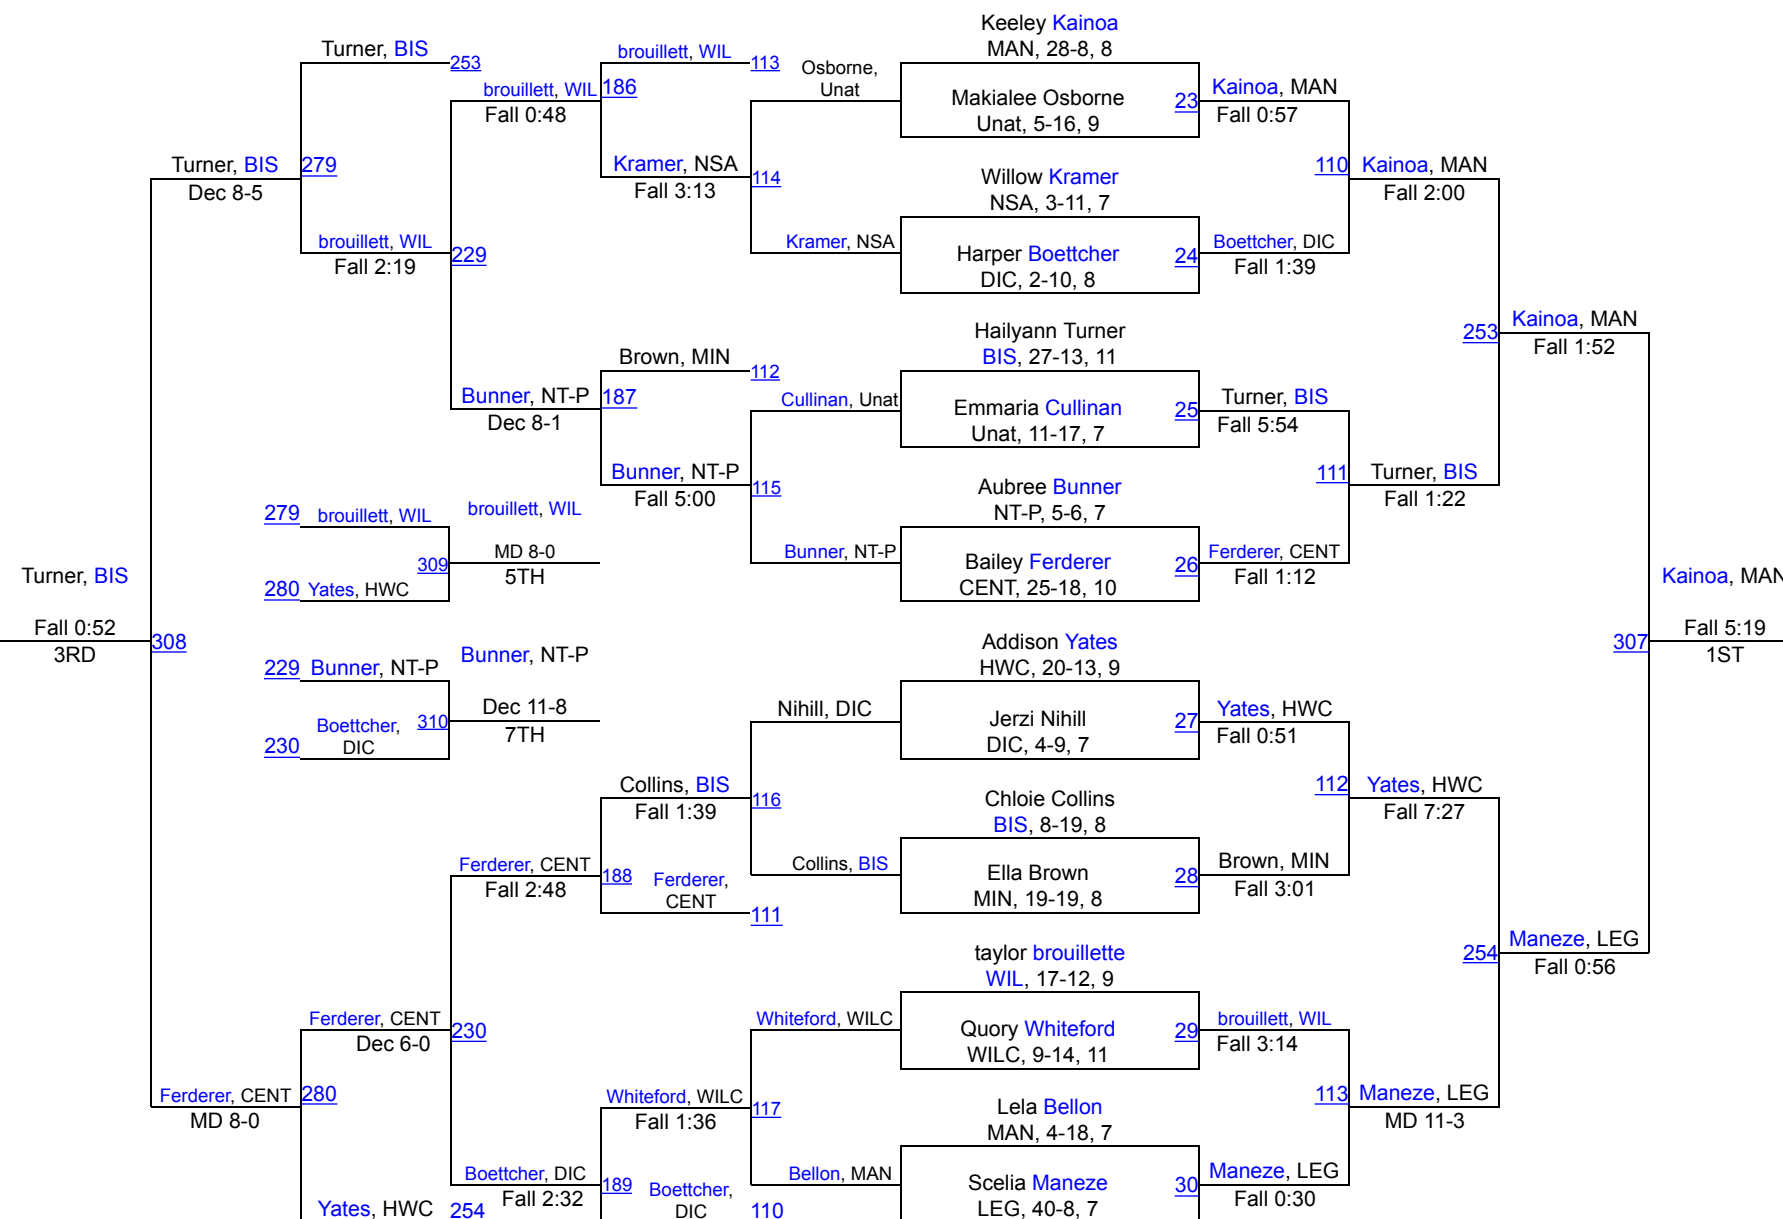 Keeley Kainoa
MAN, 28-8, 8
Turner, BIS
253
brouillett, WIL
113
Osborne,
Unat
brouillett, WIL
186
Fall 0:48
Makialee Osborne
Unat, 5-16, 9
23
Kainoa, MAN
Fall 0:57
Turner, BIS
279
Dec 8-5
Kramer, NSA
114
Fall 3:13
Willow Kramer
NSA, 3-11, 7
110
Kainoa, MAN
Fall 2:00
brouillett, WIL
229
Fall 2:19
Kramer, NSA
Harper Boettcher
DIC, 2-10, 8
24
Boettcher, DIC
Fall 1:39
Hailyann Turner
BIS, 27-13, 11
253
Kainoa, MAN
Fall 1:52
Brown, MIN
112
Bunner, NT-P
187
Dec 8-1
Cullinan, Unat
Emmaria Cullinan
Unat, 11-17, 7
25
Turner, BIS
Fall 5:54
Bunner, NT-P
115
Fall 5:00
Aubree Bunner
NT-P, 5-6, 7
111
Turner, BIS
Fall 1:22
279
brouillett, WIL
brouillett, WIL
309
MD 8-0
5TH
280
Yates, HWC
Bunner, NT-P
Bailey Ferderer
CENT, 25-18, 10
26
Ferderer, CENT
Fall 1:12
Turner, BIS
Fall 0:52
3RD
308
Kainoa, MAN
307
Fall 5:19
1ST
229
Bunner, NT-P
Bunner, NT-P
Addison Yates
HWC, 20-13, 9
Boettcher,
DIC
310
Dec 11-8
7TH
230
Nihill, DIC
Jerzi Nihill
DIC, 4-9, 7
27
Yates, HWC
Fall 0:51
Collins, BIS
116
Fall 1:39
Chloie Collins
BIS, 8-19, 8
112
Yates, HWC
Fall 7:27
Ferderer, CENT
188
Fall 2:48
Ferderer,
CENT
111
Collins, BIS
Ella Brown
MIN, 19-19, 8
28
Brown, MIN
Fall 3:01
taylor brouillette
WIL, 17-12, 9
254
Maneze, LEG
Fall 0:56
Ferderer, CENT
230
Dec 6-0
Whiteford, WILC
Quory Whiteford
WILC, 9-14, 11
29
brouillett, WIL
Fall 3:14
Ferderer, CENT
280
MD 8-0
Whiteford, WILC
117
Fall 1:36
Lela Bellon
MAN, 4-18, 7
113
Maneze, LEG
MD 11-3
Boettcher, DIC
189
Fall 2:32
Boettcher,
DIC
110
Bellon, MAN
Scelia Maneze
LEG, 40-8, 7
30
Maneze, LEG
Fall 0:30
Yates, HWC
254